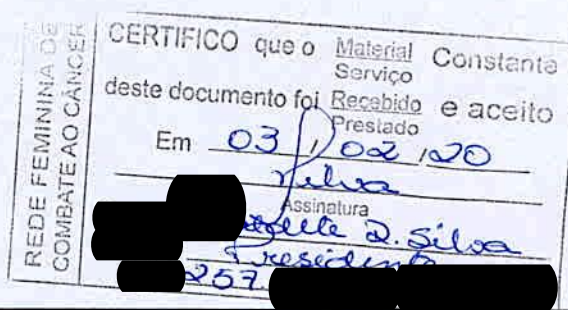 REDE FEMININA DE
COMBATE AO CÂNCER
CERTIFICO que o Material Constante
Serviço
deste documento foi Recebido e aceito
Prestado
Em 03 / 02 / 20
Silva
Assinatura
D. Silva
Presidente
257